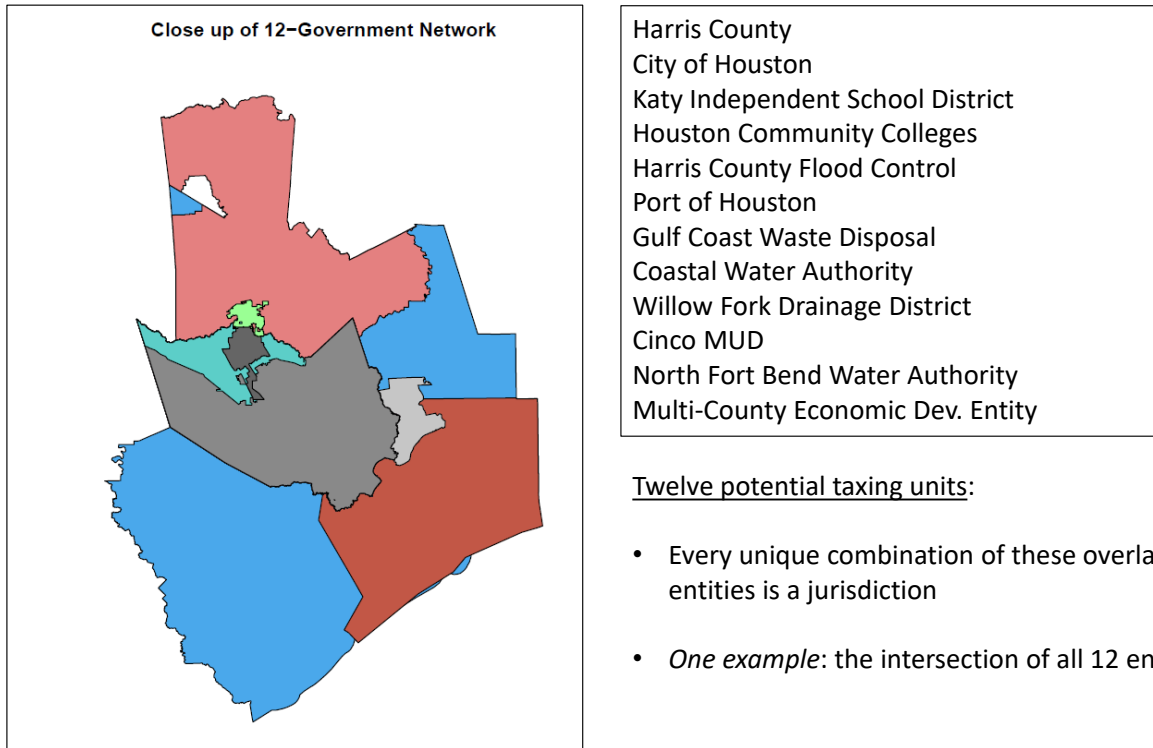 Close up of 12−Government Network
Harris County
City of Houston
Katy Independent School District
Houston Community Colleges
Harris County Flood Control
Port of Houston
Gulf Coast Waste Disposal
Coastal Water Authority
Willow Fork Drainage District
Cinco MUD
North Fort Bend Water Authority
Multi-County Economic Dev. Entity
Twelve potential taxing units:
• Every unique combination of these overla
entities is a jurisdiction
• One example: the intersection of all 12 en